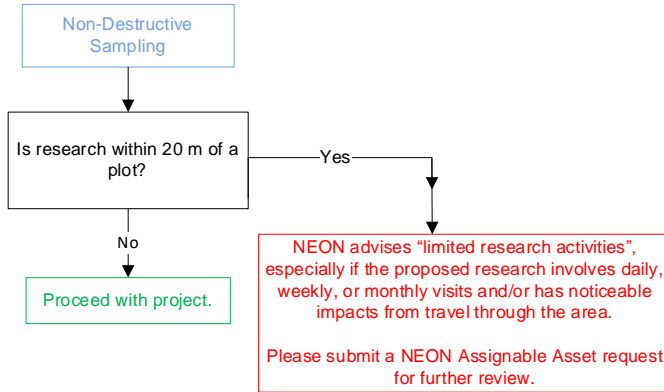 Non-Destructive
Sampling
Is research within 20 m of a
plot?
Yes
No
NEON advises “limited research activities”,
especially if the proposed research involves daily,
weekly, or monthly visits and/or has noticeable
impacts from travel through the area.
Please submit a NEON Assignable Asset request
for further review.
Proceed with project.